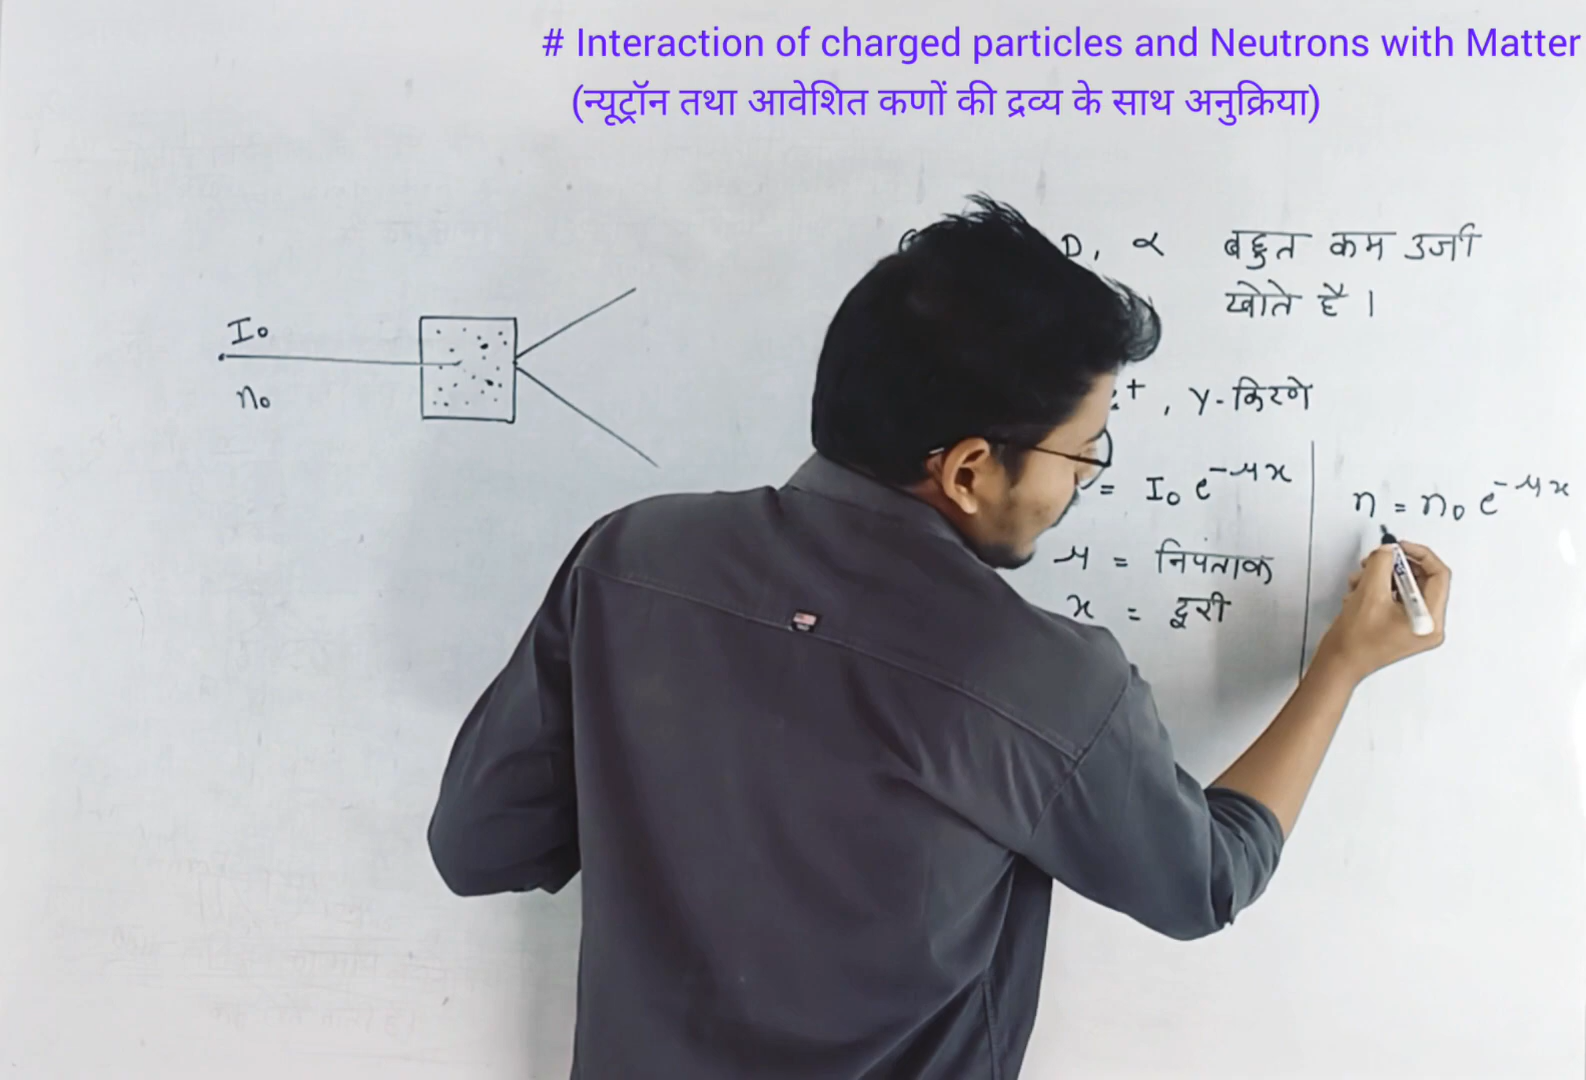 # Interaction of charged particles and Neutrons with Matter
(न्यूट्रॉन तथा आवेशित कणों की द्रव्य के साथ अनुक्रिया)
I₀
n₀
D, α बहुत कम उर्जा
खोते है ।
e⁺, γ-किरणे
= I₀ e^-μx
μ = निपंताक
x = दूरी
n = n₀ e^-μx